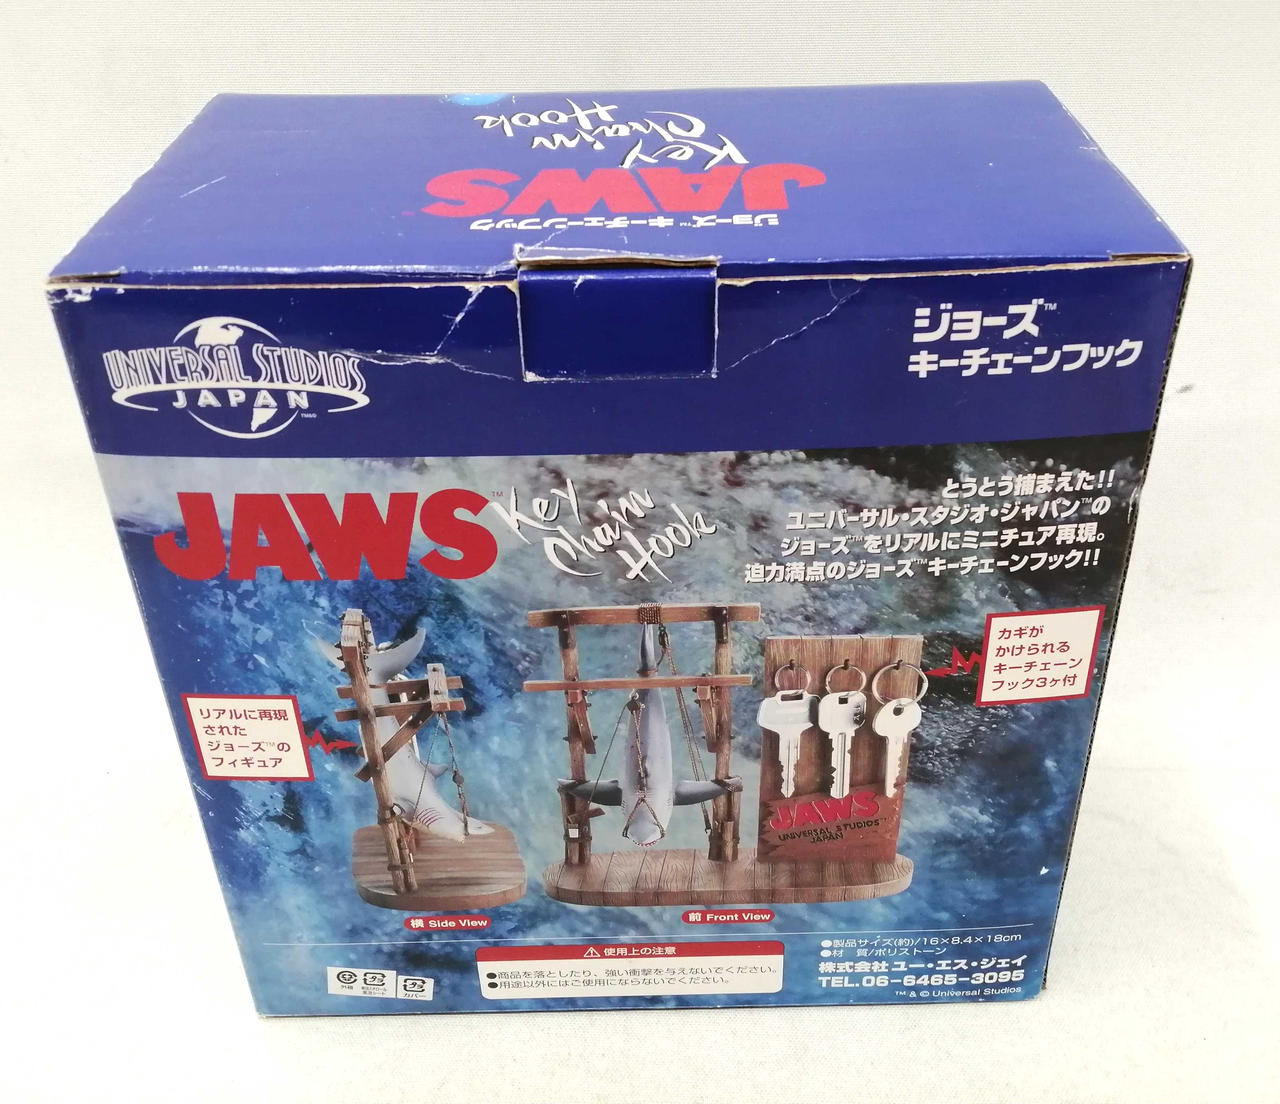 Key
Chain
Hook
JAWS
ジョーズ™ キーチェーンフック
UNIVERSAL STUDIOS
JAPAN
TM&©
ジョーズ™
キーチェーンフック
JAWS™
Key
Chain
Hook
とうとう捕まえた!!
ユニバーサル・スタジオ・ジャパン™の
ジョーズ™をリアルにミニチュア再現。
迫力満点のジョーズ™キーチェーンフック!!
カギが
かけられる
キーチェーン
フック3ヶ付
リアルに再現
された
ジョーズ™の
フィギュア
JAWS
UNIVERSAL STUDIOS
JAPAN
横 Side View
前 Front View
使用上の注意
●商品を落としたり、強い衝撃を与えないでください。
●用途以外にはご使用にならないでください。
外箱
カバー
●製品サイズ(約)/16×8.4×18cm
●材 質/ポリストーン
株式会社 ユー・エス・ジェイ
TEL.06-6465-3095
™ & © Universal Studios